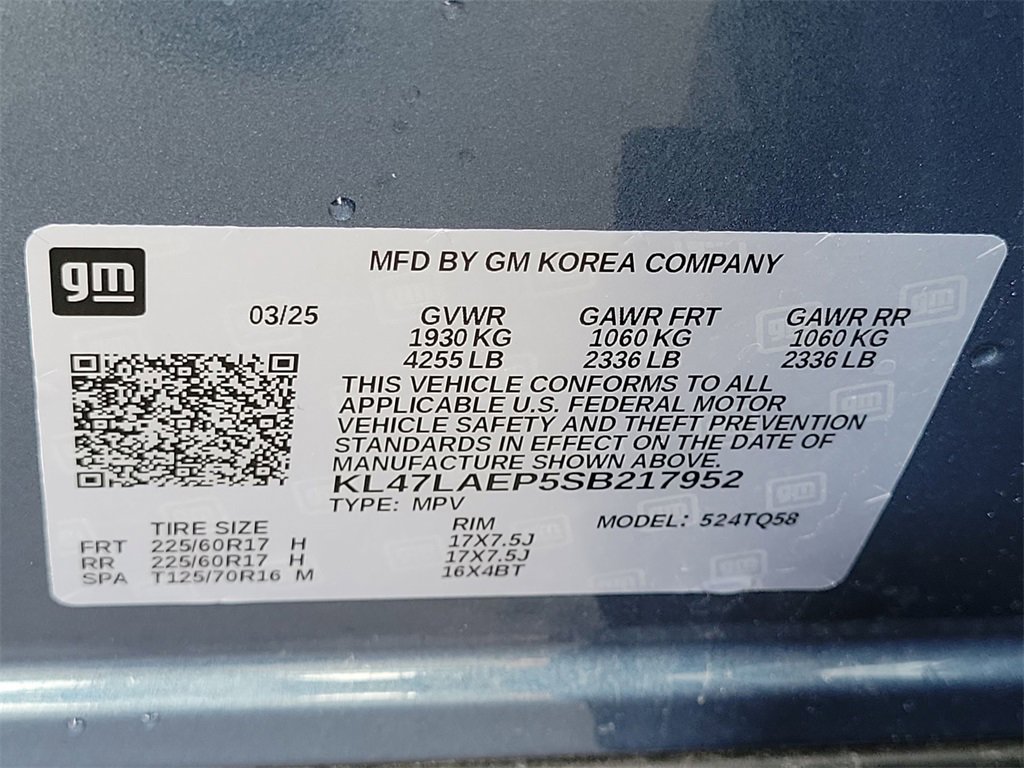 gm
MFD BY GM KOREA COMPANY
03/25 GVWR GAWR FRT GAWR RR
1930 KG 1060 KG 1060 KG
4255 LB 2336 LB 2336 LB
THIS VEHICLE CONFORMS TO ALL
APPLICABLE U.S. FEDERAL MOTOR
VEHICLE SAFETY AND THEFT PREVENTION
STANDARDS IN EFFECT ON THE DATE OF
MANUFACTURE SHOWN ABOVE.
KL47LAEP5SB217952
TYPE: MPV
TIRE SIZE RIM MODEL: 524TQ58
FRT 225/60R17 H 17X7.5J
RR 225/60R17 H 17X7.5J
SPA T125/70R16 M 16X4BT